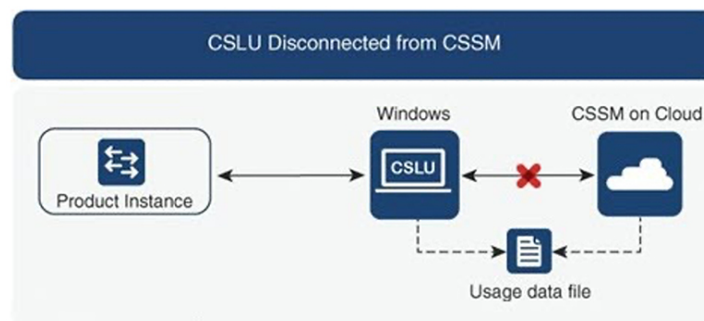 CSLU Disconnected from CSSM
Windows
CSSM on Cloud
CSLU
Product Instance
Usage data file